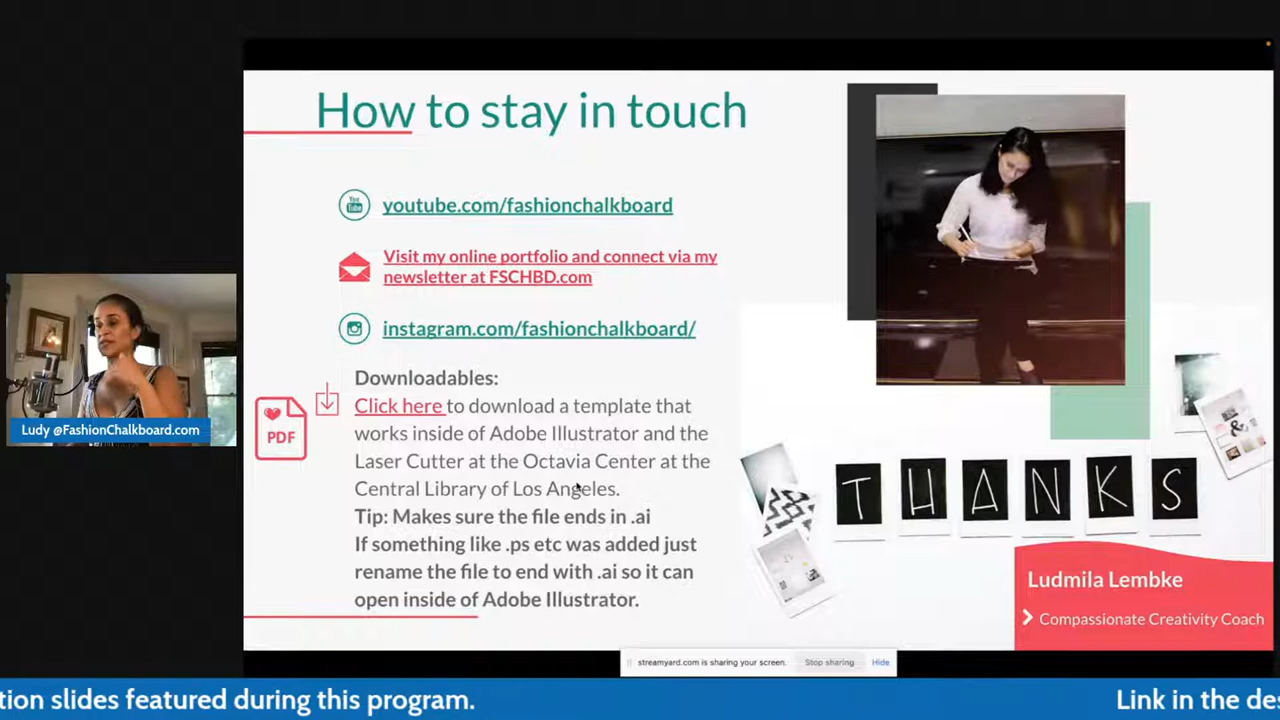 How to stay in touch
You
Tube
youtube.com/fashionchalkboard
Visit my online portfolio and connect via my
newsletter at FSCHBD.com
instagram.com/fashionchalkboard/
Downloadables:
PDF
Click here to download a template that
works inside of Adobe Illustrator and the
Laser Cutter at the Octavia Center at the
Central Library of Los Angeles.
Tip: Makes sure the file ends in .ai
If something like .ps etc was added just
rename the file to end with .ai so it can
open inside of Adobe Illustrator.
&
THANKS
Ludmila Lembke
Compassionate Creativity Coach
Ludy @FashionChalkboard.com
streamyard.com is sharing your screen.
Stop sharing
Hide
tion slides featured during this program.
Link in the des